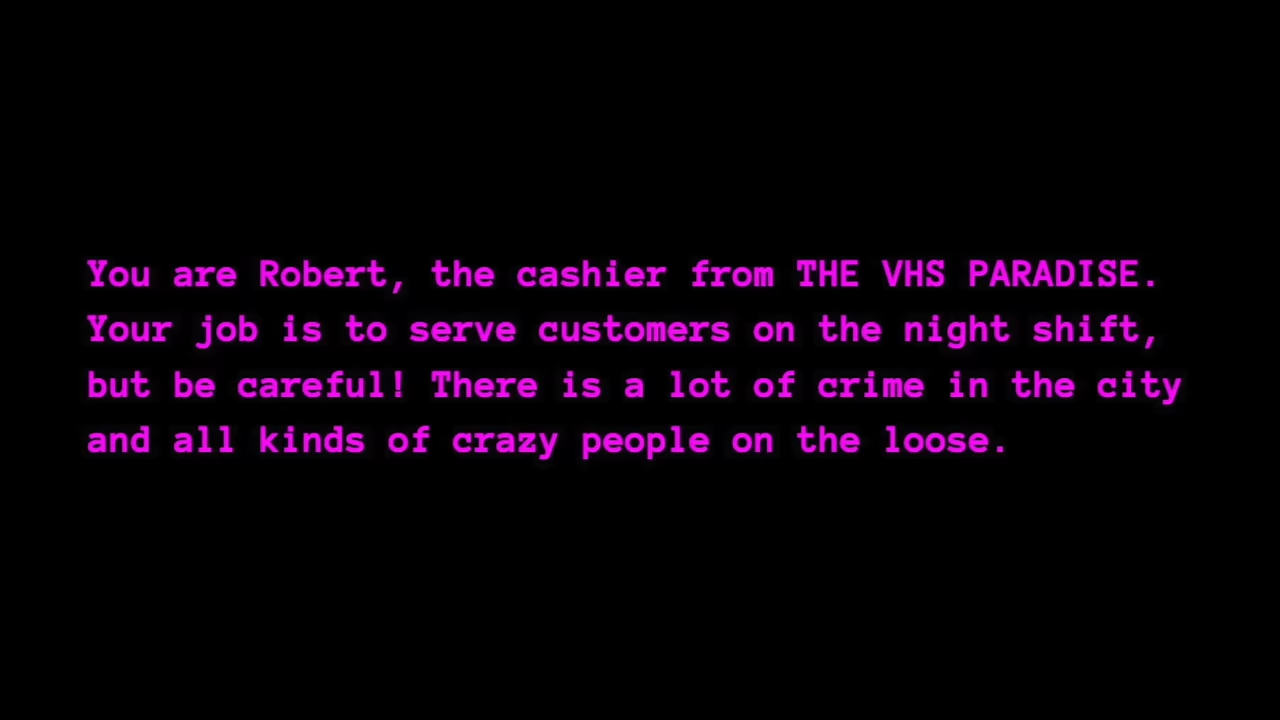 You are Robert, the cashier from THE VHS PARADISE.
Your job is to serve customers on the night shift,
but be careful! There is a lot of crime in the city
and all kinds of crazy people on the loose.